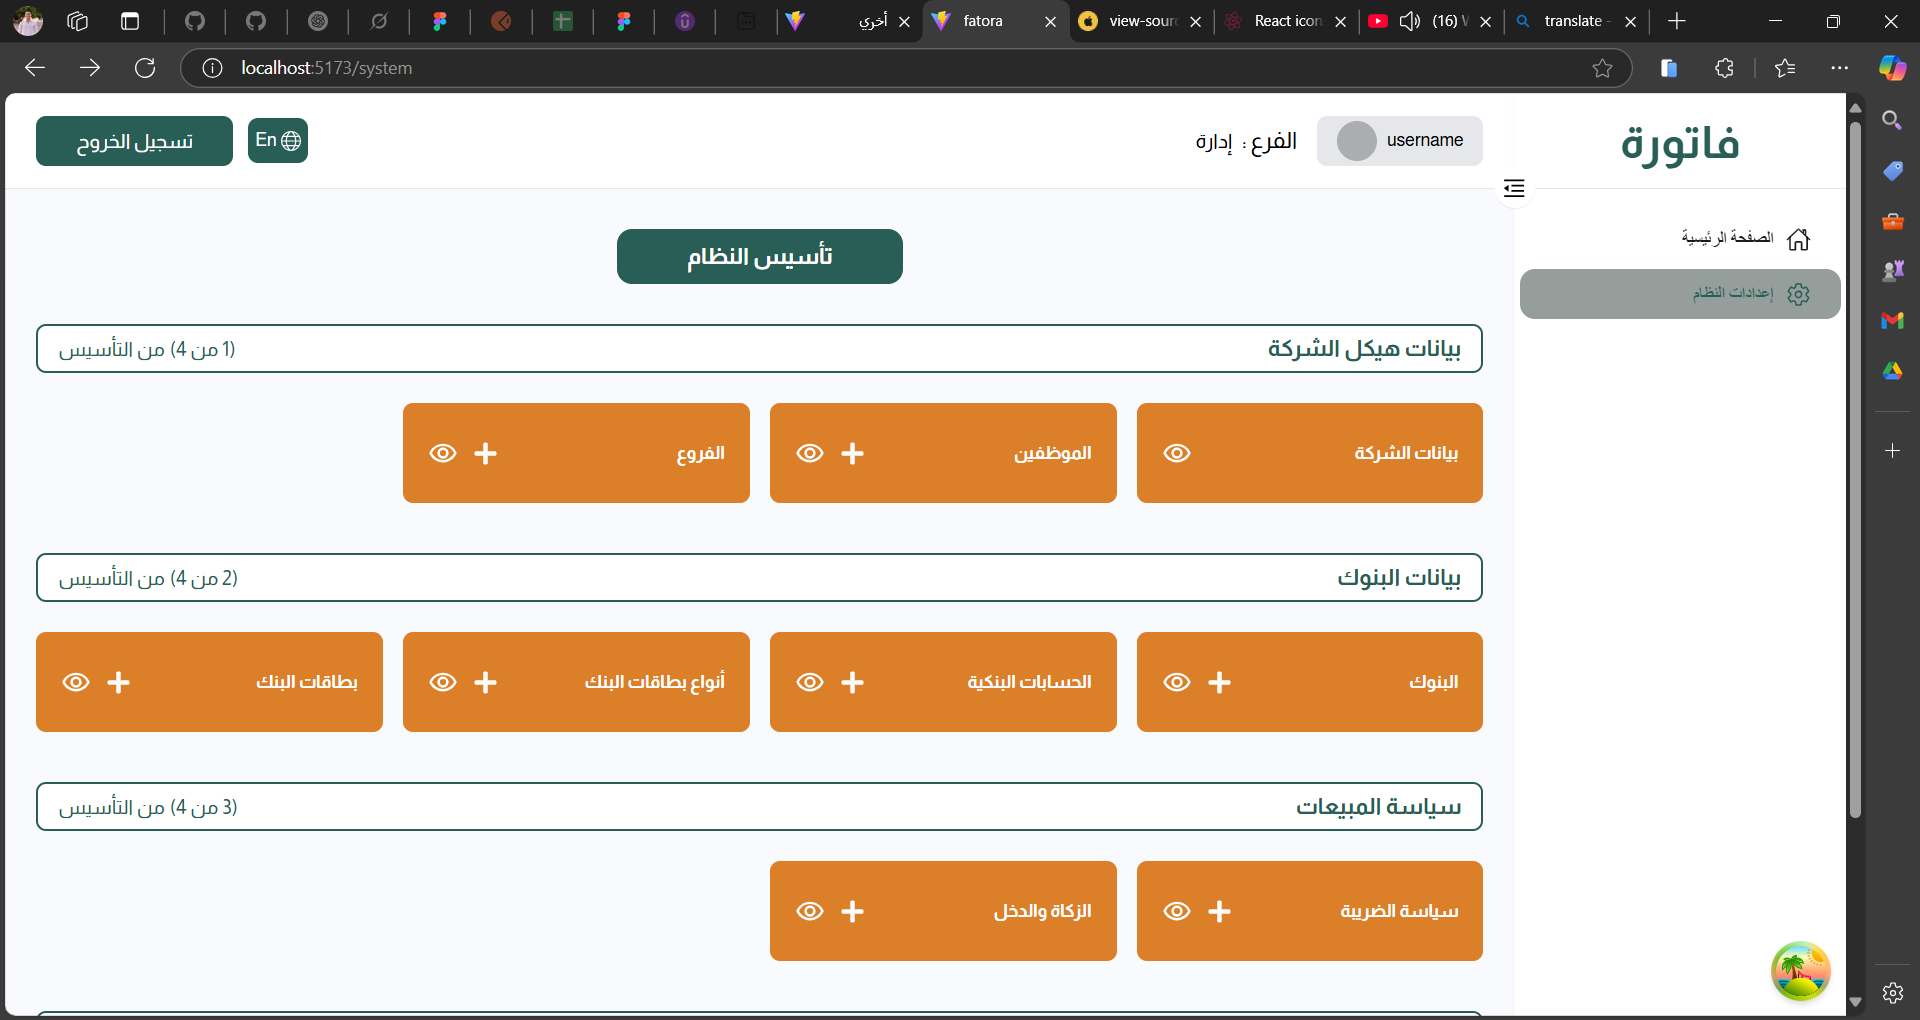 أخري
fatora
view-sour
React icon
(16)
translate -
localhost:5173/system
فاتورة
username
الفرع : إدارة
En
تسجيل الخروح
الصفحة الرئيسية
إعدادات النظام
تأسيس النظام
بيانات هيكل الشركة
(1 من 4) من التأسيس
بيانات الشركة
الموظفين
الفروع
بيانات البنوك
(2 من 4) من التأسيس
البنوك
الحسابات البنكية
أنواع بطاقات البنك
بطاقات البنك
سياسة المبيعات
(3 من 4) من التأسيس
سياسة الضريبة
الزكاة والدخل